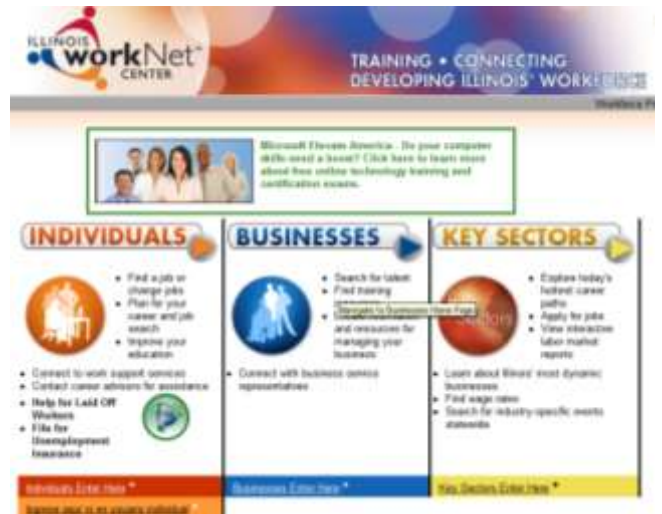 ILLINOIS
workNet™
CENTER
TRAINING • CONNECTING
DEVELOPING ILLINOIS' WORKFORCE
Workforce
Microsoft Elevate America - Do your computer
skills need a boost? Click here to learn more
about free online technology training and
certification exams.
INDIVIDUALS
• Find a job or
change jobs
• Plan for your
career and job
search
• Improve your
education
• Connect to work support services
• Contact career advisors for assistance
• Help for Laid Off
Workers
• File for
Unemployment
Insurance
Individuals Enter Here
BUSINESSES
• Search for talent
• Find training
Navigate to Businesses Home Page
and resources for
managing your
business
• Connect with business service
representatives
Businesses Enter Here
KEY SECTORS
• Explore today's
hottest career
paths
• Apply for jobs
• View interactive
labor market
reports
• Learn about Illinois' most dynamic
businesses
• Find wage rates
• Search for industry-specific events
statewide
Key Sectors Enter Here